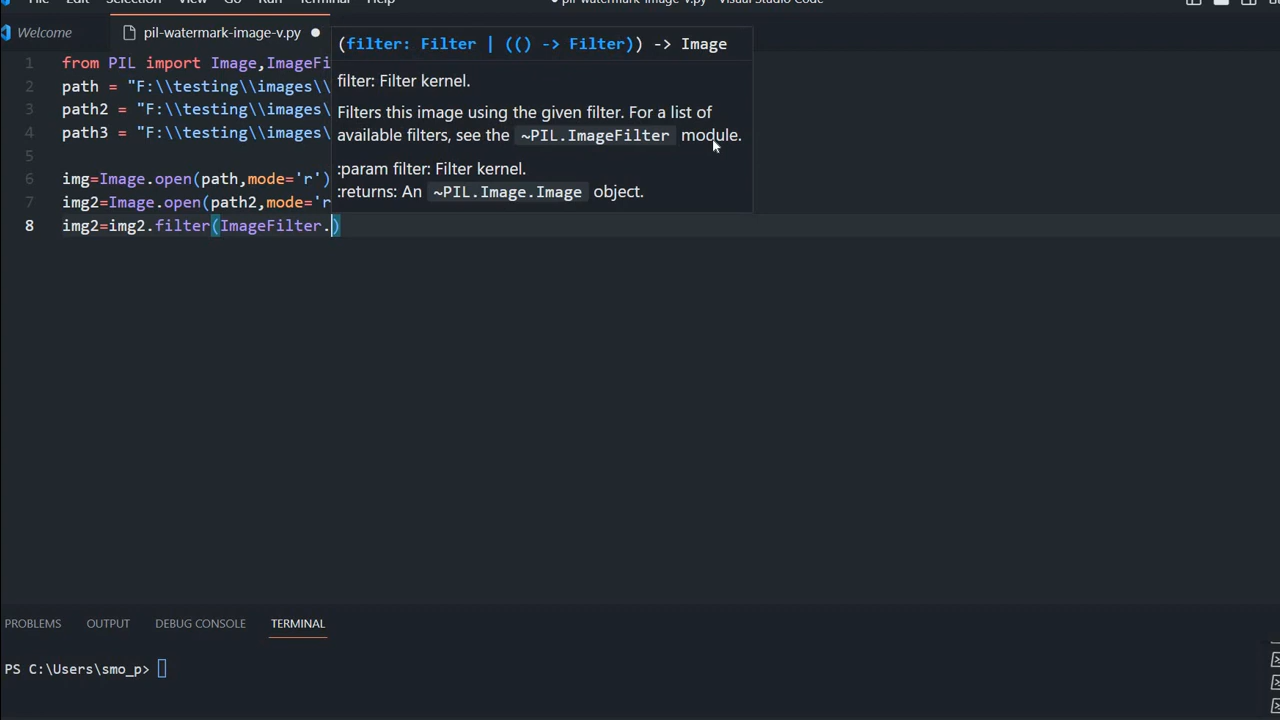 File Edit Selection View Go Run Terminal Help
● pil-watermark-image-v.py - Visual Studio Code
Welcome
pil-watermark-image-v.py ●
(filter: Filter | (() -> Filter)) -> Image
filter: Filter kernel.
Filters this image using the given filter. For a list of
available filters, see the ~PIL.ImageFilter module.
:param filter: Filter kernel.
:returns: An ~PIL.Image.Image object.
1 from PIL import Image,ImageFi
2 path = "F:\\testing\\images\\
3 path2 = "F:\\testing\\images\
4 path3 = "F:\\testing\\images\
5
6 img=Image.open(path,mode='r')
7 img2=Image.open(path2,mode='r
8 img2=img2.filter(ImageFilter.)
PROBLEMS OUTPUT DEBUG CONSOLE TERMINAL
PS C:\Users\smo_p>